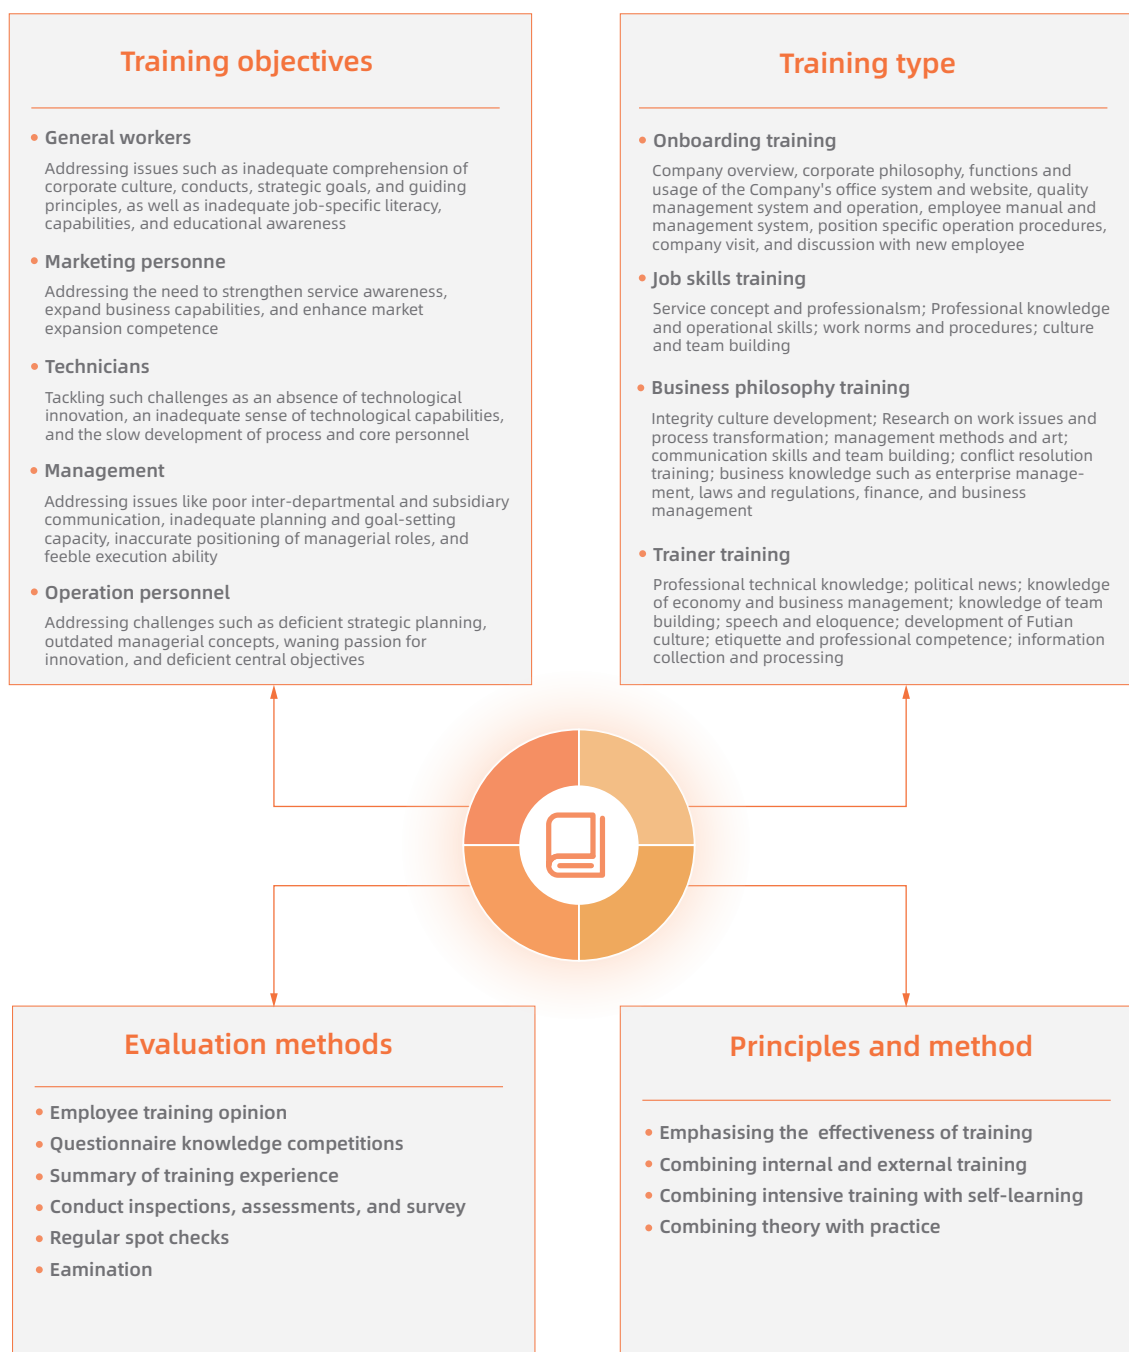 Training objectives
General workers
Addressing issues such as inadequate comprehension of
corporate culture, conducts, strategic goals, and guiding
principles, as well as inadequate job-specific literacy,
capabilities, and educational awareness
Marketing personne
Addressing the need to strengthen service awareness,
expand business capabilities, and enhance market
expansion competence
Technicians
Tackling such challenges as an absence of technological
innovation, an inadequate sense of technological capabilities,
and the slow development of process and core personnel
Management
Addressing issues like poor inter-departmental and subsidiary
communication, inadequate planning and goal-setting
capacity, inaccurate positioning of managerial roles, and
feeble execution ability
Operation personnel
Addressing challenges such as deficient strategic planning,
outdated managerial concepts, waning passion for
innovation, and deficient central objectives
Training type
Onboarding training
Company overview, corporate philosophy, functions and
usage of the Company's office system and website, quality
management system and operation, employee manual and
management system, position specific operation procedures,
company visit, and discussion with new employee
Job skills training
Service concept and professionalsm; Professional knowledge
and operational skills; work norms and procedures; culture
and team building
Business philosophy training
Integrity culture development; Research on work issues and
process transformation; management methods and art;
communication skills and team building; conflict resolution
training; business knowledge such as enterprise manage-
ment, laws and regulations, finance, and business
management
Trainer training
Professional technical knowledge; political news; knowledge
of economy and business management; knowledge of team
building; speech and eloquence; development of Futian
culture; etiquette and professional competence; information
collection and processing
Evaluation methods
Employee training opinion
Questionnaire knowledge competitions
Summary of training experience
Conduct inspections, assessments, and survey
Regular spot checks
Eamination
Principles and method
Emphasising the effectiveness of training
Combining internal and external training
Combining intensive training with self-learning
Combining theory with practice